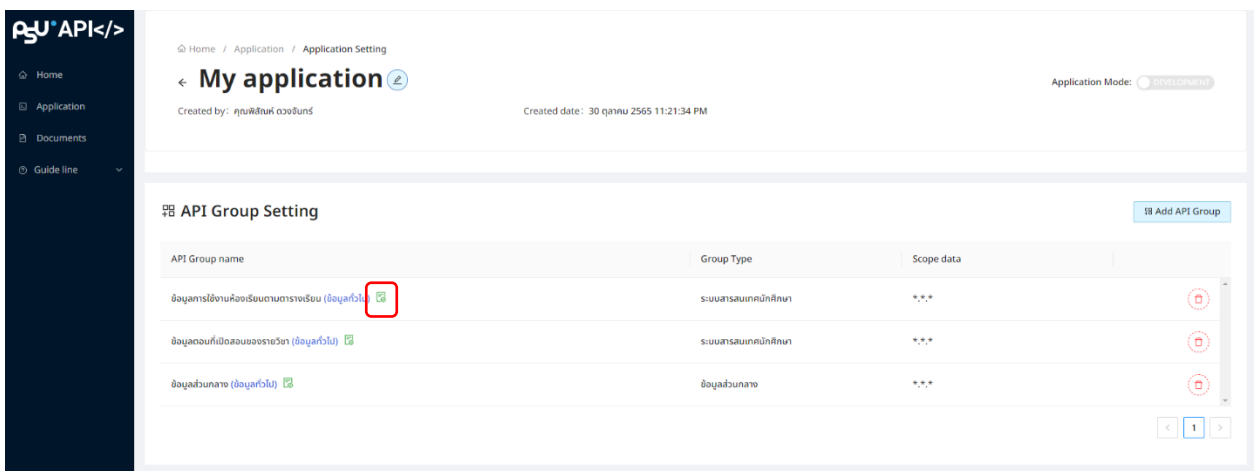 PSU API</>
Home / Application / Application Setting
Home
My application
Application Mode: DEVELOPMENT
Application
Created by: คุณพิสัณห์ ดวงจันทร์
Created date: 30 ตุลาคม 2565 11:21:34 PM
Documents
Guide line
API Group Setting
Add API Group
API Group name
Group Type
Scope data
ข้อมูลการใช้งานห้องเรียนตามตารางเรียน (ข้อมูลทั่วไป)
ระบบสารสนเทศนักศึกษา
*.*.*
ข้อมูลตอนที่เปิดสอนของรายวิชา (ข้อมูลทั่วไป)
ระบบสารสนเทศนักศึกษา
*.*.*
ข้อมูลส่วนกลาง (ข้อมูลทั่วไป)
ข้อมูลส่วนกลาง
*.*.*
< 1 >